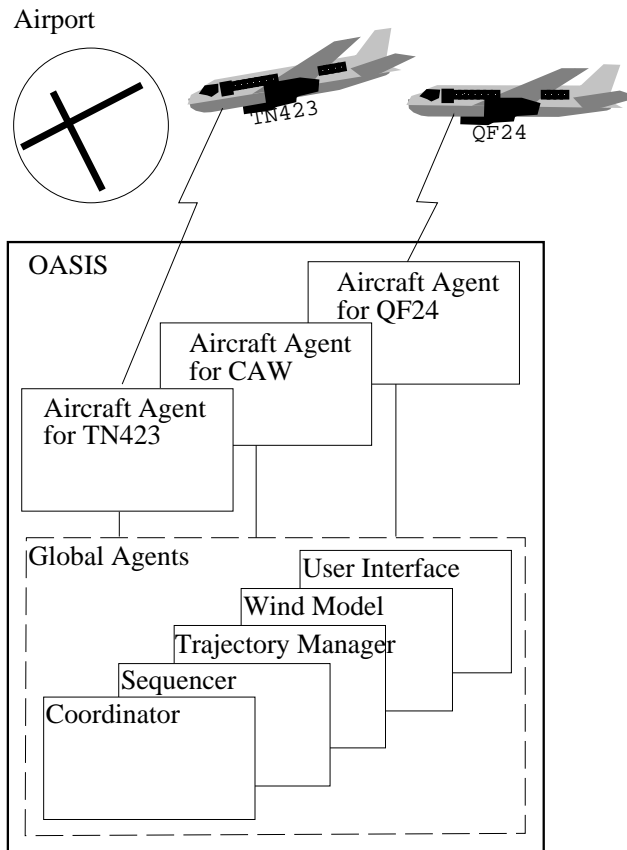 Airport
TN423
QF24
OASIS
Aircraft Agent
for QF24
Aircraft Agent
for CAW
Aircraft Agent
for TN423
Global Agents
User Interface
Wind Model
Trajectory Manager
Sequencer
Coordinator